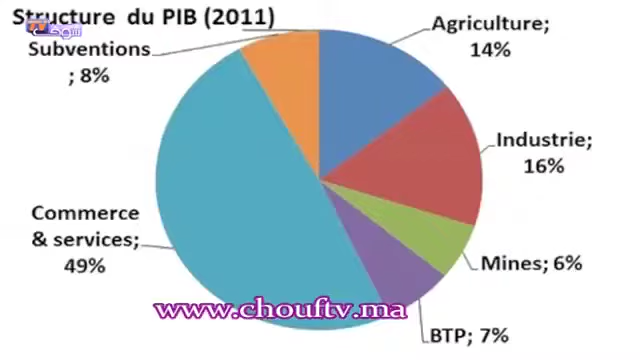 Structure du PIB (2011)
Subventions
; 8%
Agriculture;
14%
Industrie;
16%
Commerce
& services;
49%
Mines; 6%
BTP; 7%
www.chouftv.ma